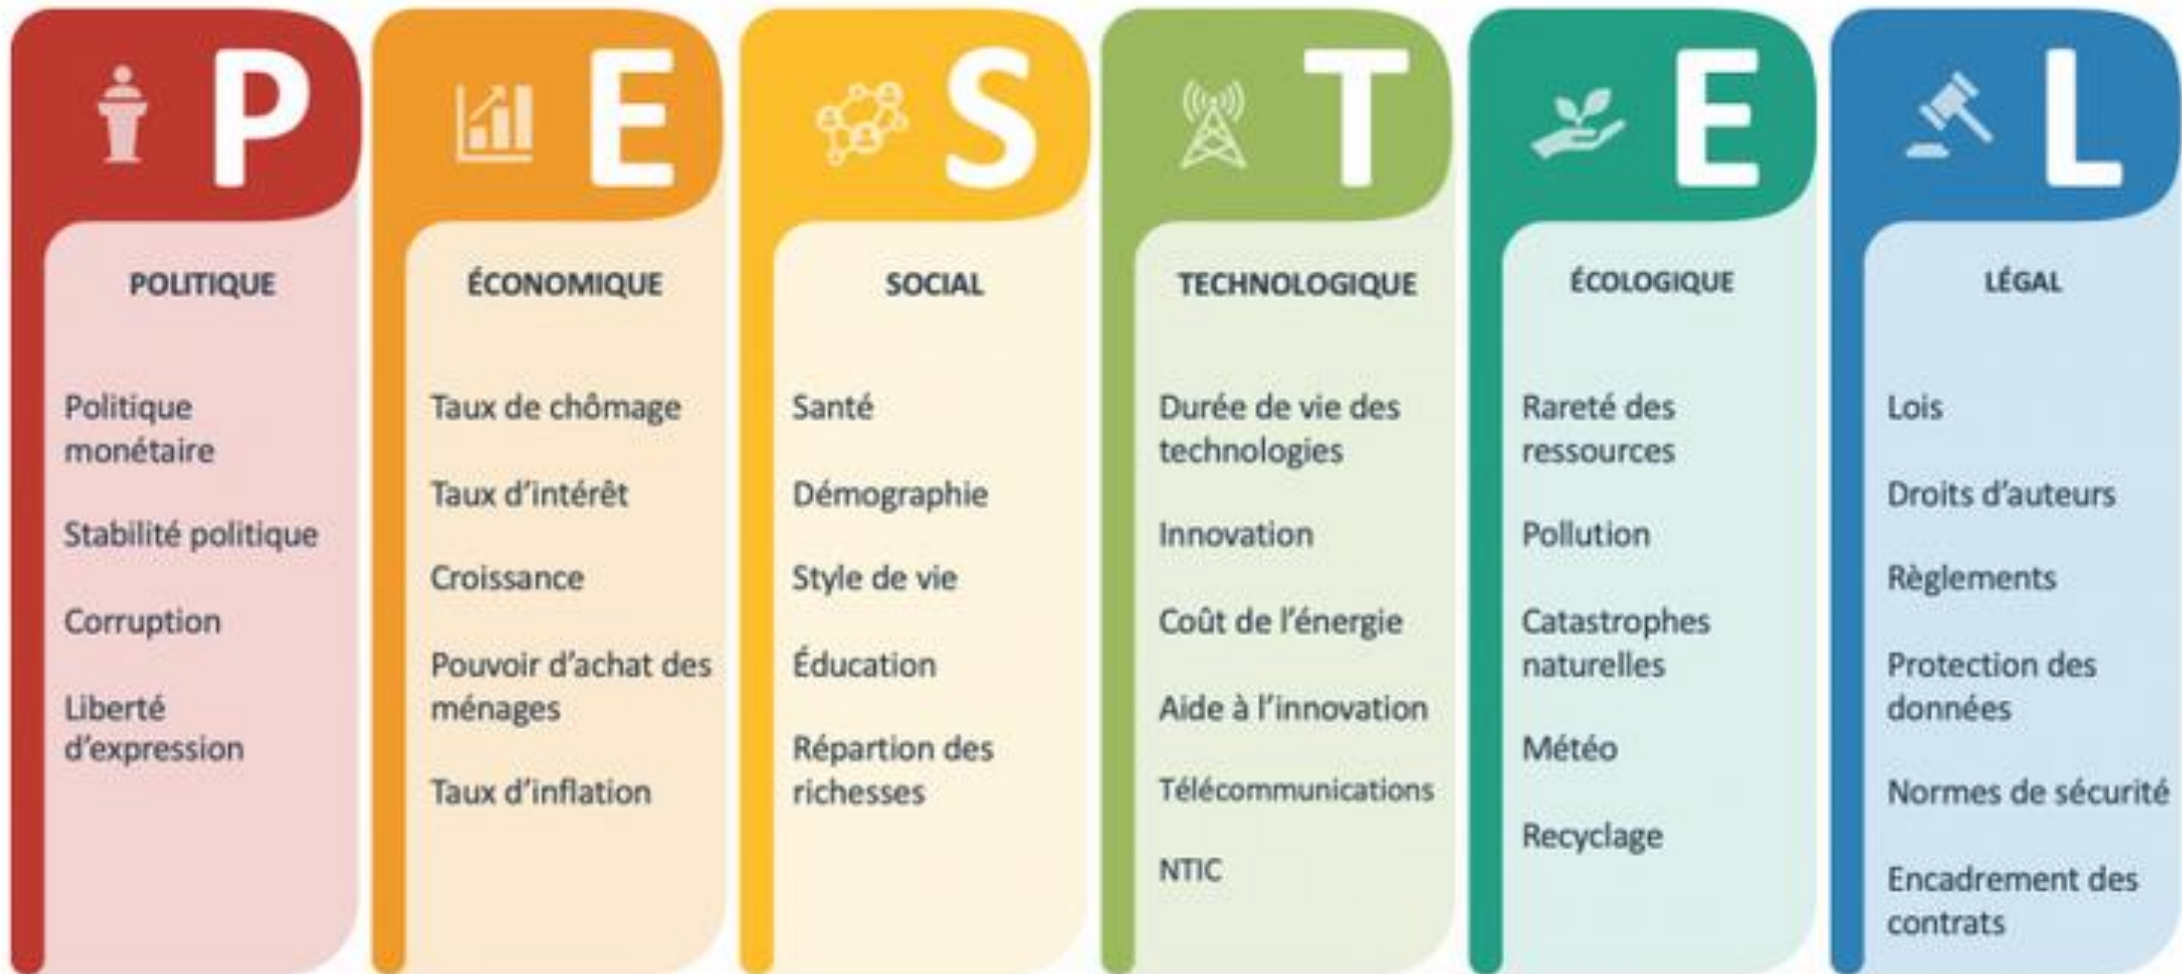 P
POLITIQUE
Politique
monétaire
Stabilité politique
Corruption
Liberté
d'expression
E
ÉCONOMIQUE
Taux de chômage
Taux d'intérêt
Croissance
Pouvoir d'achat des
ménages
Taux d'inflation
S
SOCIAL
Santé
Démographie
Style de vie
Éducation
Répartion des
richesses
T
TECHNOLOGIQUE
Durée de vie des
technologies
Innovation
Coût de l'énergie
Aide à l'innovation
Télécommunications
NTIC
E
ÉCOLOGIQUE
Rareté des
ressources
Pollution
Catastrophes
naturelles
Météo
Recyclage
L
LÉGAL
Lois
Droits d'auteurs
Règlements
Protection des
données
Normes de sécurité
Encadrement des
contrats